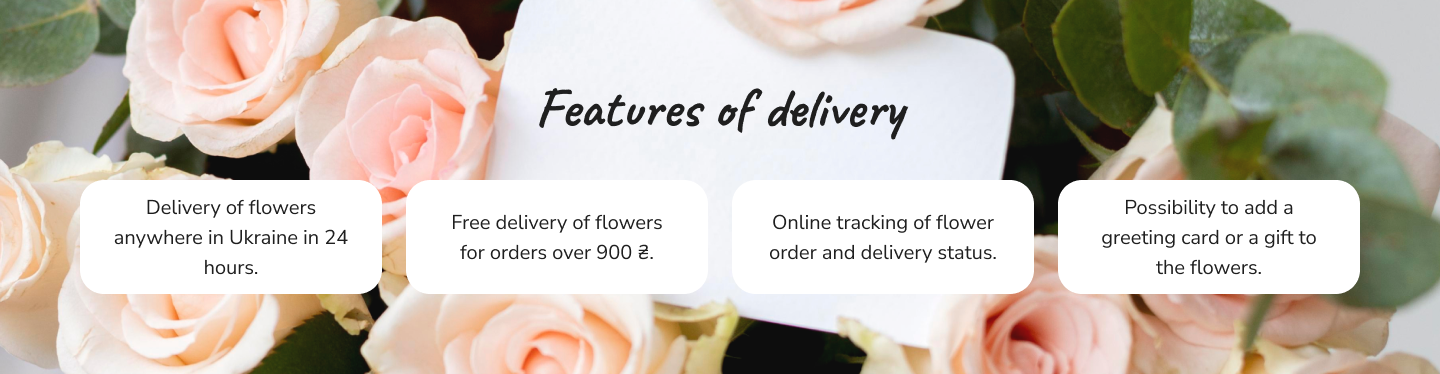 Features of delivery
Delivery of flowers
anywhere in Ukraine in 24
hours.
Free delivery of flowers
for orders over 900 ₴.
Online tracking of flower
order and delivery status.
Possibility to add a
greeting card or a gift to
the flowers.